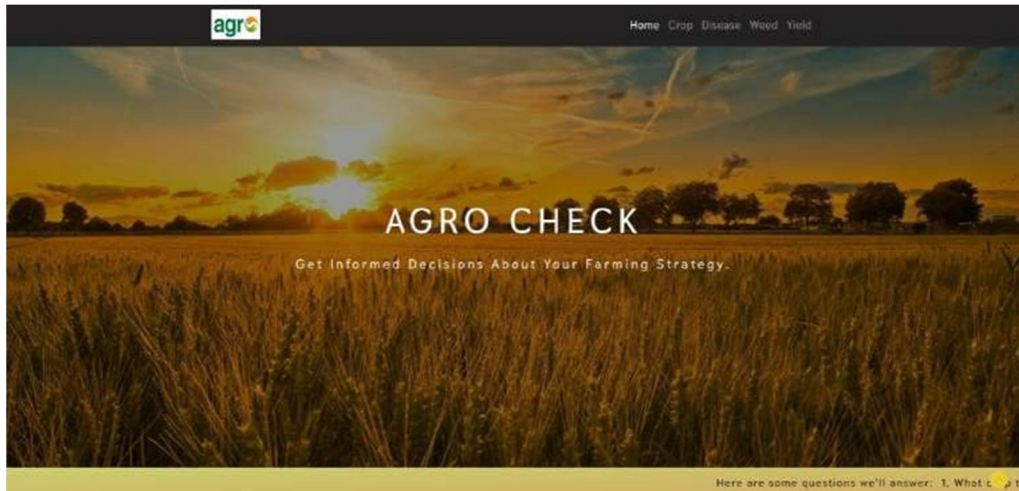 agro
Home Crop Disease Weed Yield
AGRO CHECK
Get Informed Decisions About Your Farming Strategy.
Here are some questions we'll answer: 1. What